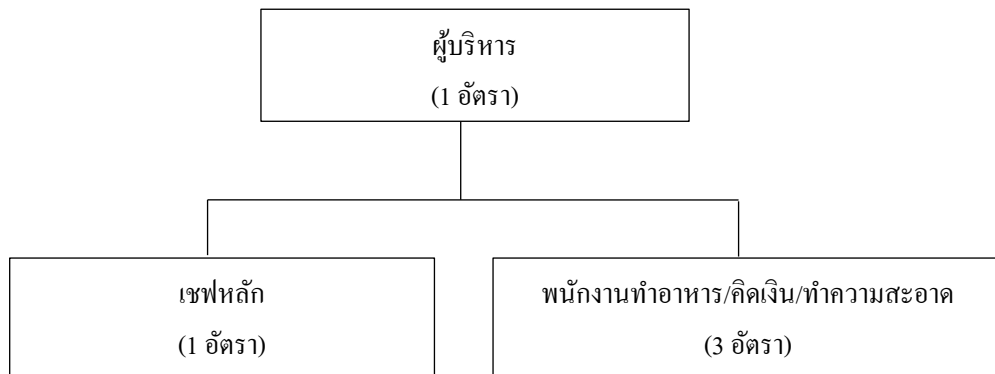 ผู้บริหาร
(1 อัตรา)
เชฟหลัก
(1 อัตรา)
พนักงานทำอาหาร/คิดเงิน/ทำความสะอาด
(3 อัตรา)